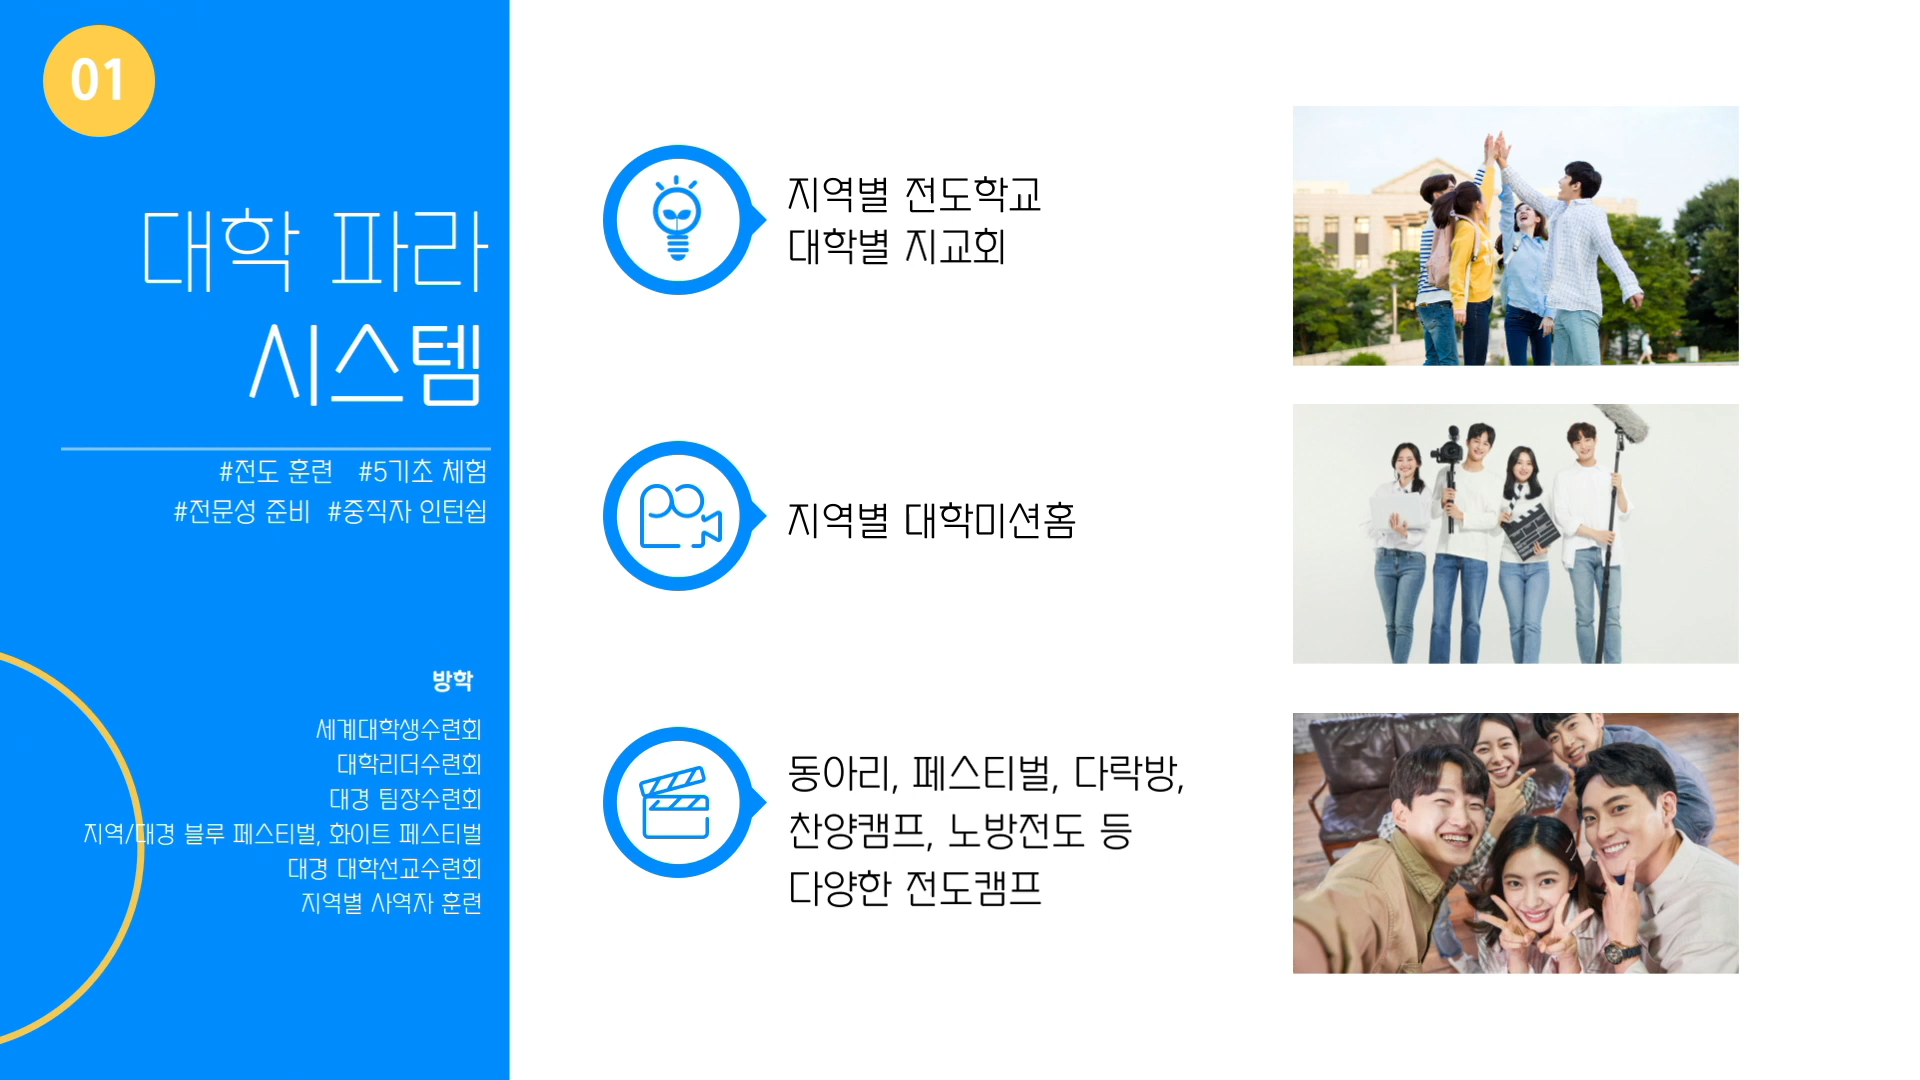 01
대학 파라
시스템
#전도 훈련 #5기초 체험
#전문성 준비 #중직자 인턴쉽
방학
세계대학생수련회
대학리더수련회
대경 팀장수련회
지역/대경 블루 페스티벌, 화이트 페스티벌
대경 대학선교수련회
지역별 사역자 훈련
지역별 전도학교
대학별 지교회
지역별 대학미션홈
동아리, 페스티벌, 다락방,
찬양캠프, 노방전도 등
다양한 전도캠프